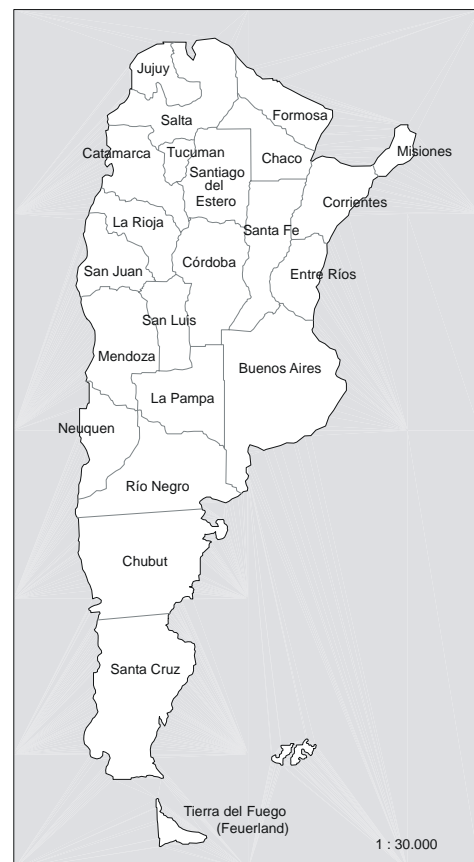 Jujuy
Salta
Formosa
Catamarca
Tucuman
Chaco
Misiones
Santiago
del
Estero
Corrientes
La Rioja
Santa Fe
San Juan
Córdoba
Entre Ríos
San Luis
Mendoza
Buenos Aires
La Pampa
Neuquen
Río Negro
Chubut
Santa Cruz
Tierra del Fuego
(Feuerland)
1 : 30.000